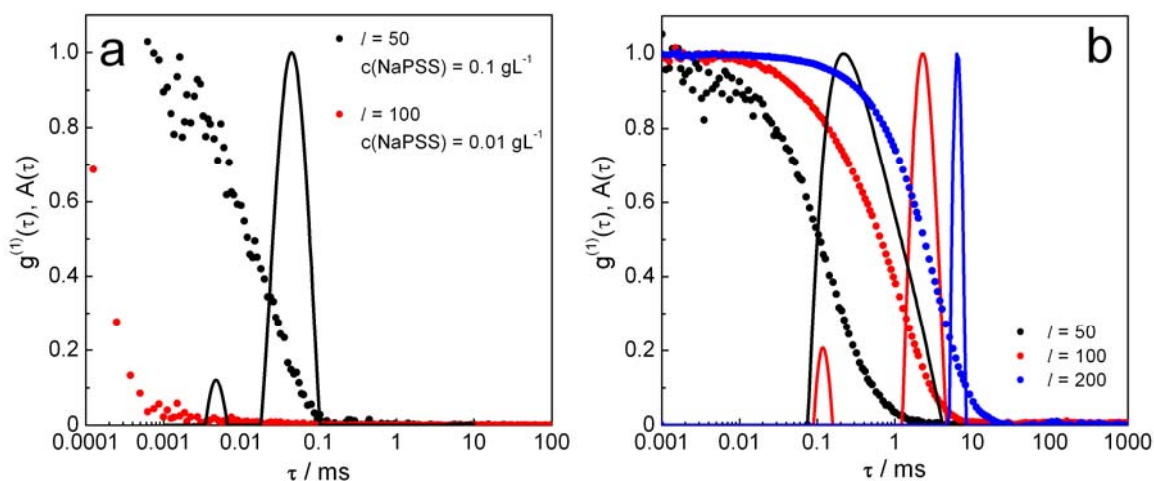 a
l = 50
c(NaPSS) = 0.1 gL⁻¹
l = 100
c(NaPSS) = 0.01 gL⁻¹
g⁽¹⁾(τ), A(τ)
1.0
0.8
0.6
0.4
0.2
0
0.0001 0.001 0.01 0.1 1 10 100
τ / ms
b
l = 50
l = 100
l = 200
g⁽¹⁾(τ), A(τ)
1.0
0.8
0.6
0.4
0.2
0
0.001 0.01 0.1 1 10 100 1000
τ / ms